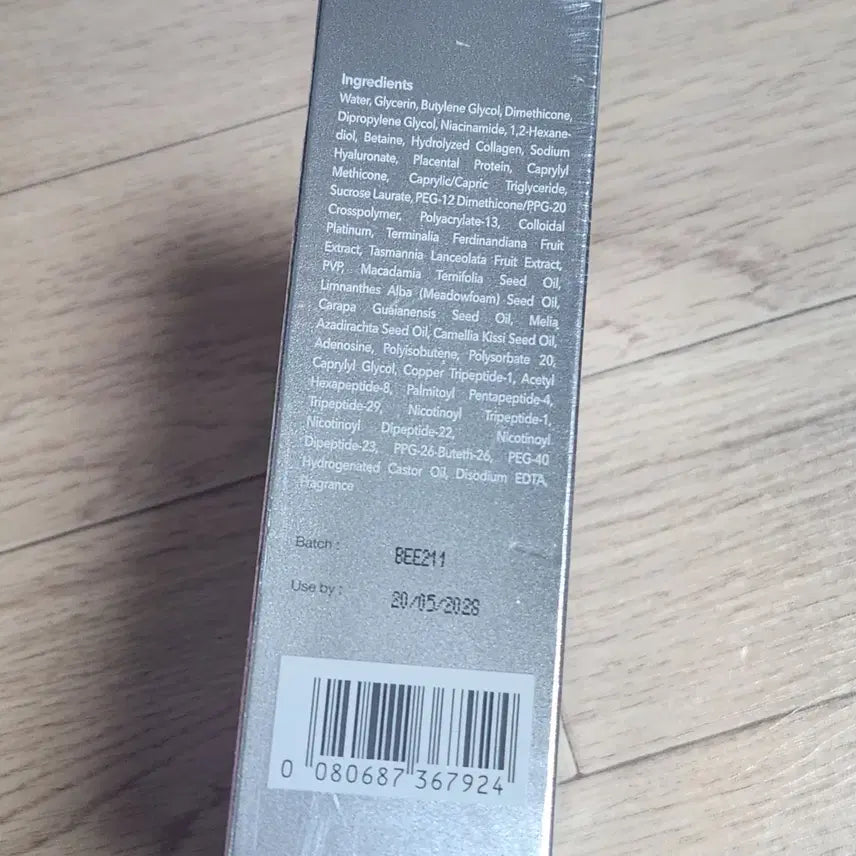 Ingredients
Water, Glycerin, Butylene Glycol, Dimethicone,
Dipropylene Glycol, Niacinamide, 1,2-Hexane-
diol, Betaine, Hydrolyzed Collagen, Sodium
Hyaluronate, Placental Protein, Caprylyl
Methicone, Caprylic/Capric Triglyceride,
Sucrose Laurate, PEG-12 Dimethicone/PPG-20
Crosspolymer, Polyacrylate-13, Colloidal
Platinum, Terminalia Ferdinandiana Fruit
Extract, Tasmannia Lanceolata Fruit Extract,
PVP, Macadamia Ternifolia Seed Oil,
Limnanthes Alba (Meadowfoam) Seed Oil,
Carapa Guaianensis Seed Oil, Melia
Azadirachta Seed Oil, Camellia Kissi Seed Oil,
Adenosine, Polyisobutene, Polysorbate 20,
Caprylyl Glycol, Copper Tripeptide-1, Acetyl
Hexapeptide-8, Palmitoyl Pentapeptide-4,
Tripeptide-29, Nicotinoyl Tripeptide-1,
Nicotinoyl Dipeptide-22, Nicotinoyl
Dipeptide-23, PPG-26-Buteth-26, PEG-40
Hydrogenated Castor Oil, Disodium EDTA,
Fragrance
Batch : BEE211
Use by : 20/05/2028
0 080687 367924